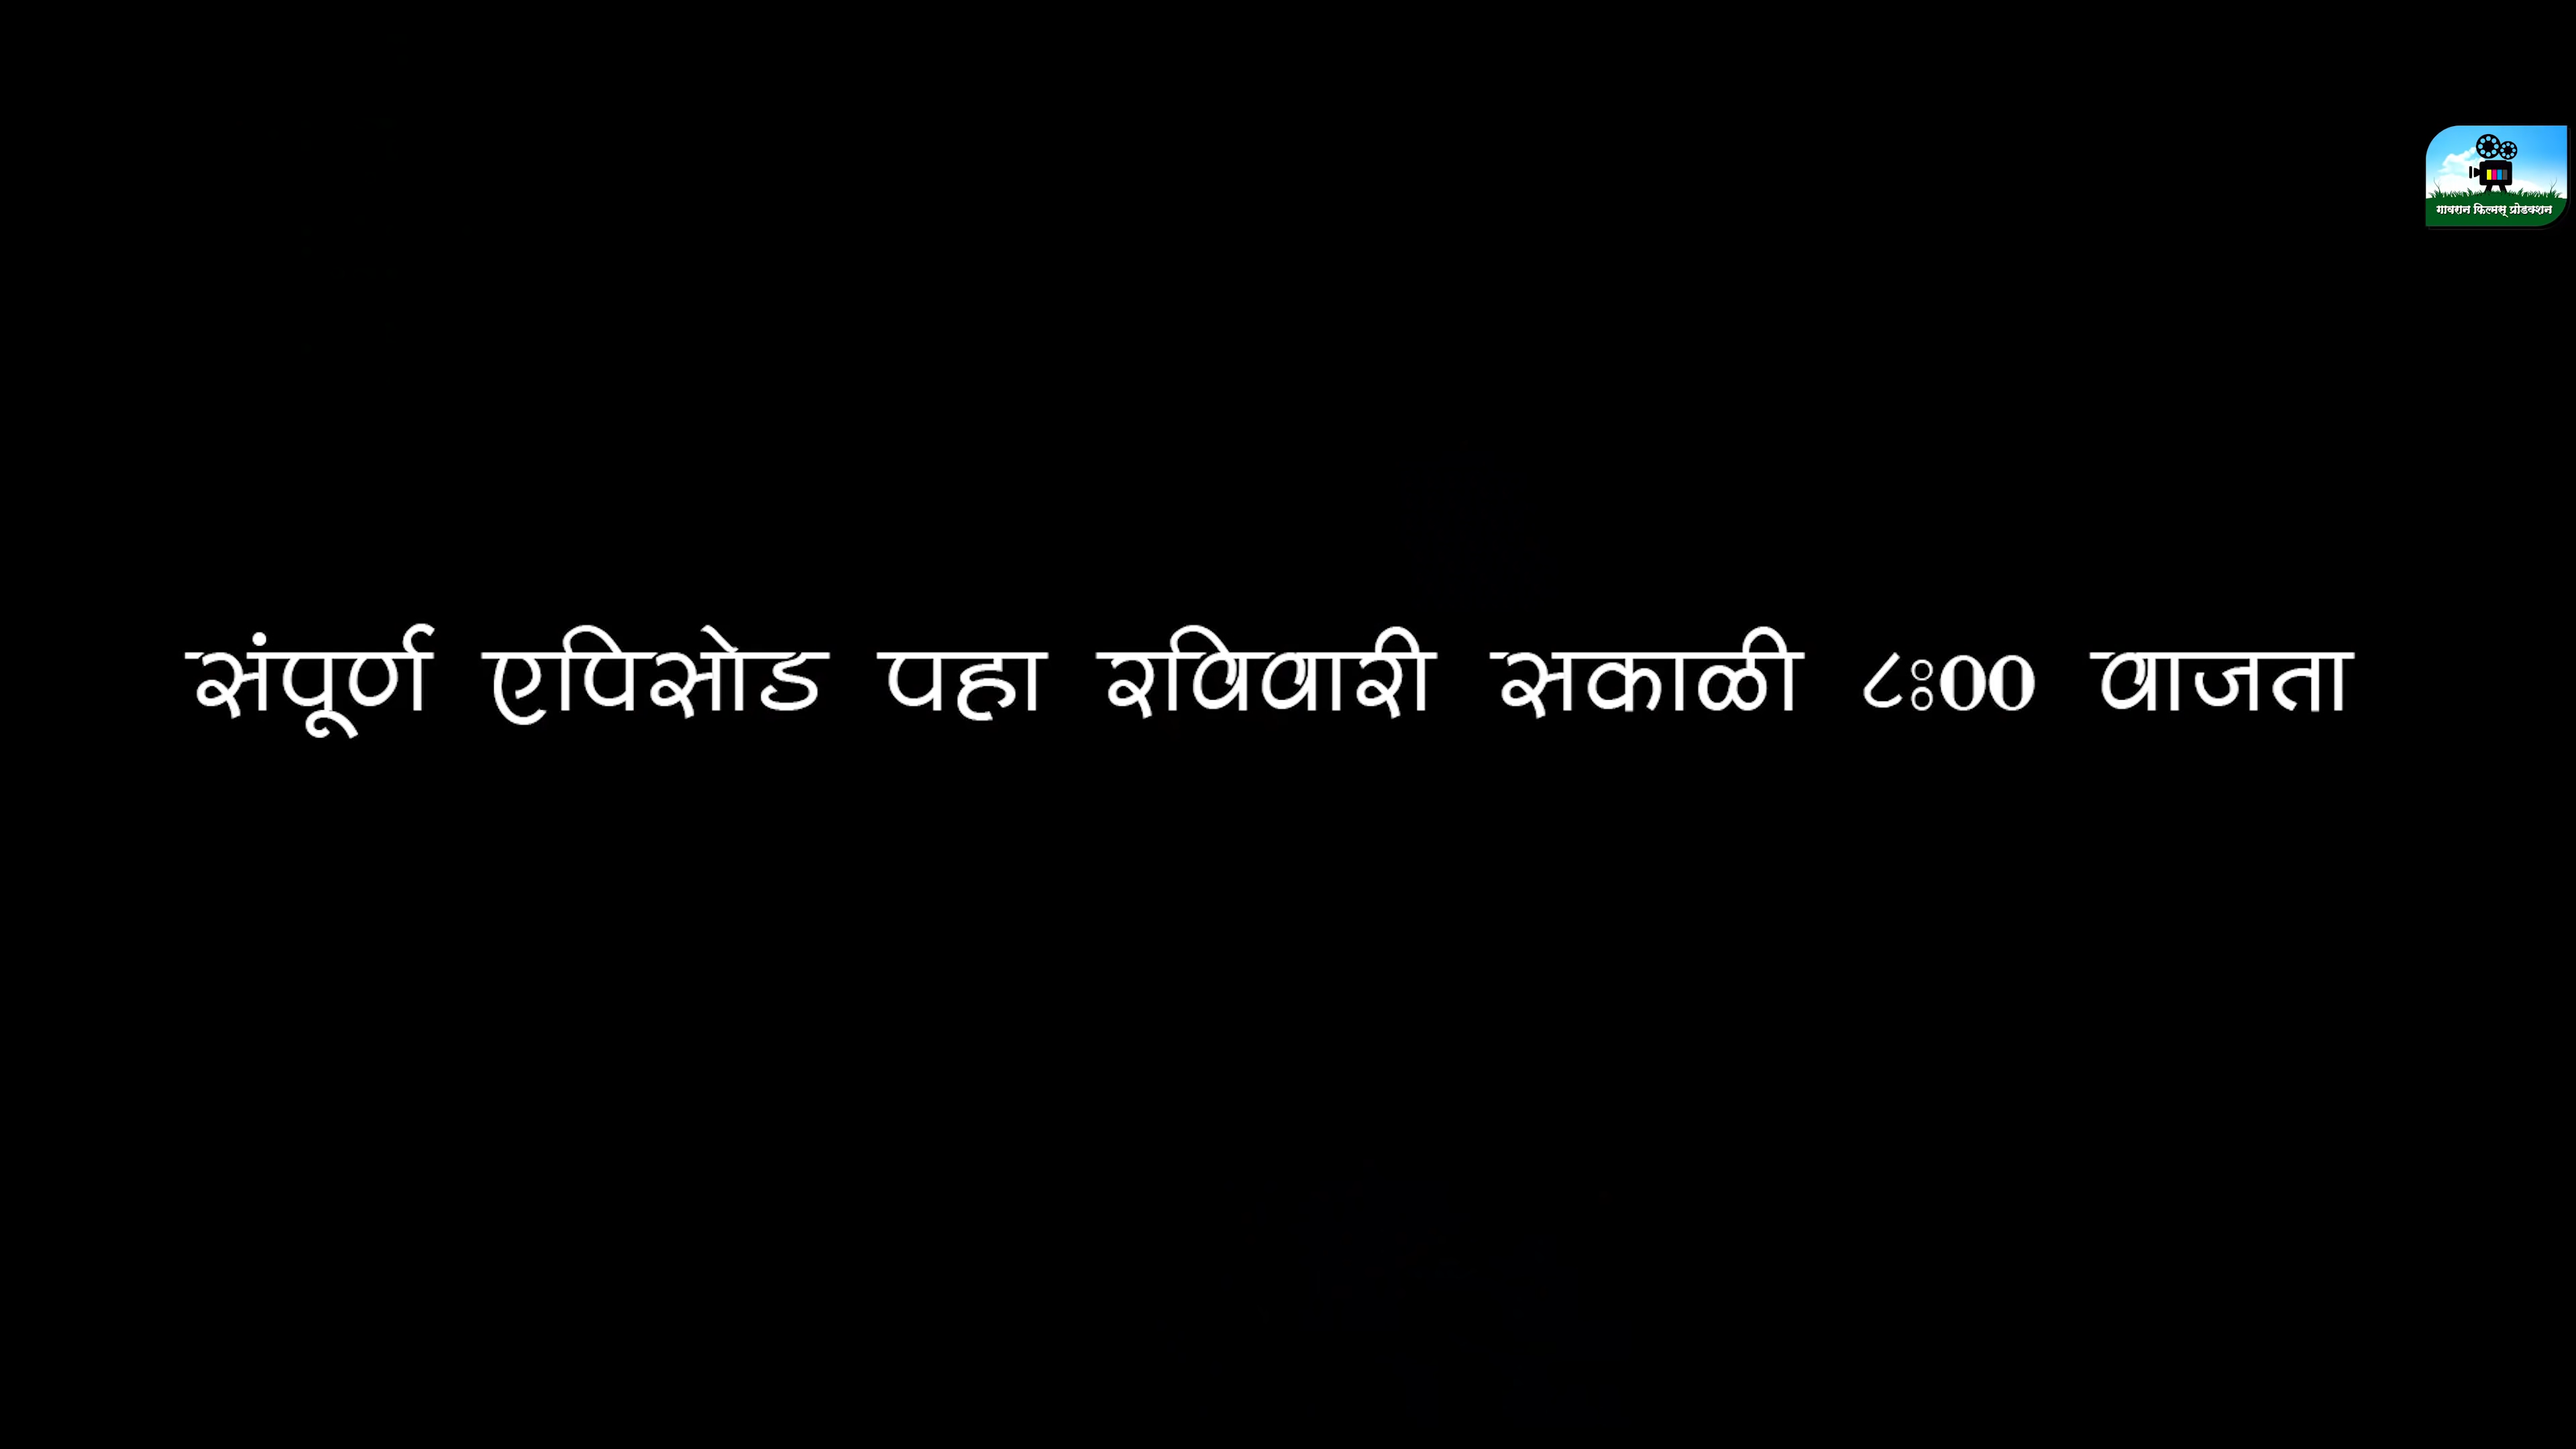 गावरान फिल्मस् प्रोडक्शन
संपूर्ण एपिसोड पहा रविवारी सकाळी ८:00 वाजता